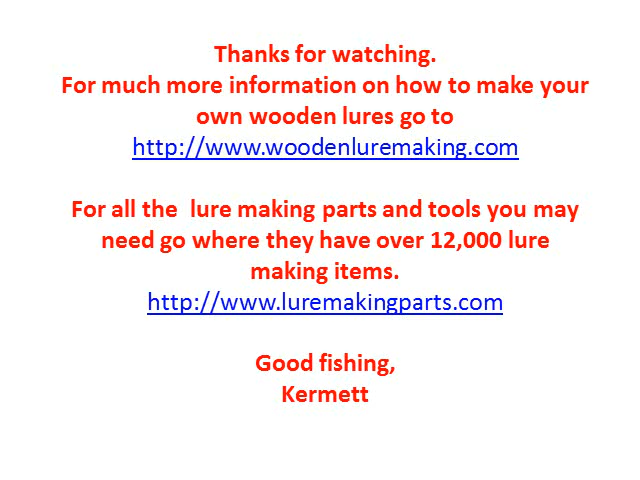 Thanks for watching.
For much more information on how to make your
own wooden lures go to
http://www.woodenluremaking.com
For all the  lure making parts and tools you may
need go where they have over 12,000 lure
making items.
http://www.luremakingparts.com
Good fishing,
Kermett